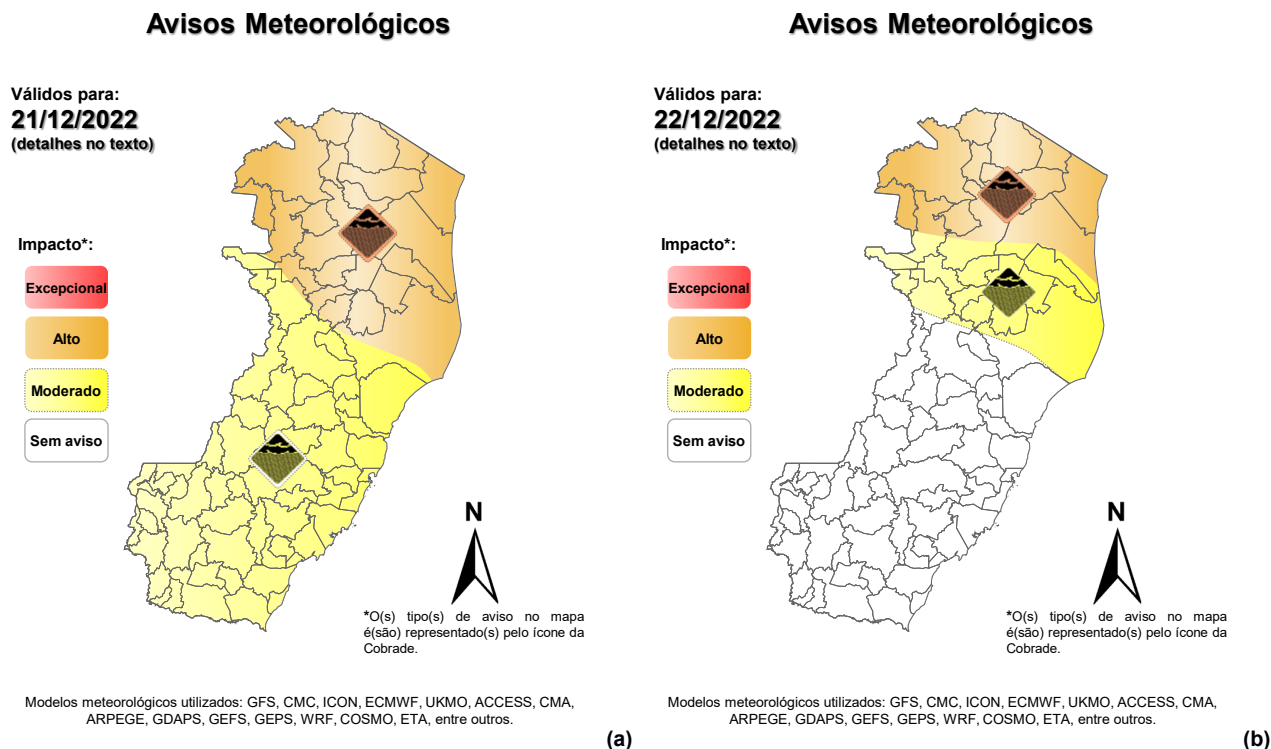 Avisos Meteorológicos
Válidos para:
21/12/2022
(detalhes no texto)
Impacto*:
Excepcional
Alto
Moderado
Sem aviso
N
*O(s) tipo(s) de aviso no mapa
é(são) representado(s) pelo ícone da
Cobrade.
Modelos meteorológicos utilizados: GFS, CMC, ICON, ECMWF, UKMO, ACCESS, CMA,
ARPEGE, GDAPS, GEFS, GEPS, WRF, COSMO, ETA, entre outros.
(a)
Avisos Meteorológicos
Válidos para:
22/12/2022
(detalhes no texto)
Impacto*:
Excepcional
Alto
Moderado
Sem aviso
N
*O(s) tipo(s) de aviso no mapa
é(são) representado(s) pelo ícone da
Cobrade.
Modelos meteorológicos utilizados: GFS, CMC, ICON, ECMWF, UKMO, ACCESS, CMA,
ARPEGE, GDAPS, GEFS, GEPS, WRF, COSMO, ETA, entre outros.
(b)